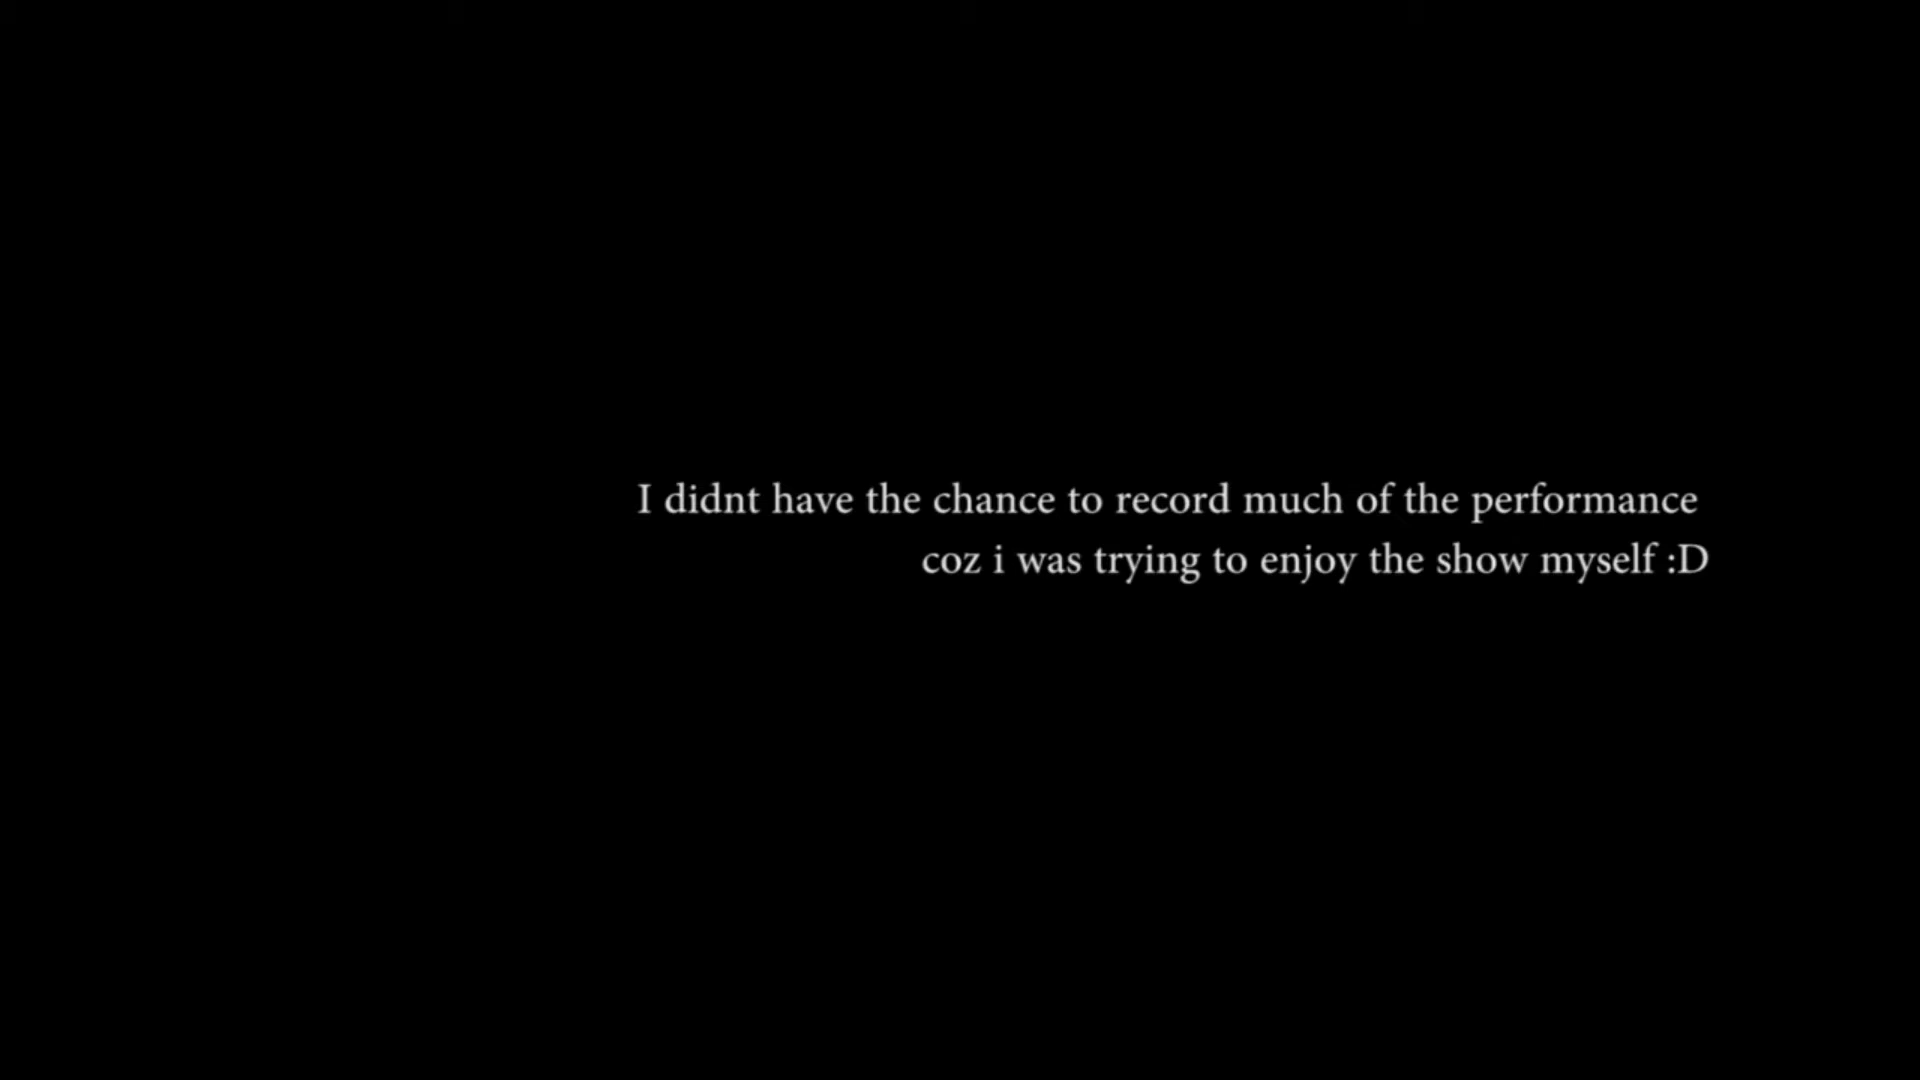 I didnt have the chance to record much of the performance
coz i was trying to enjoy the show myself :D